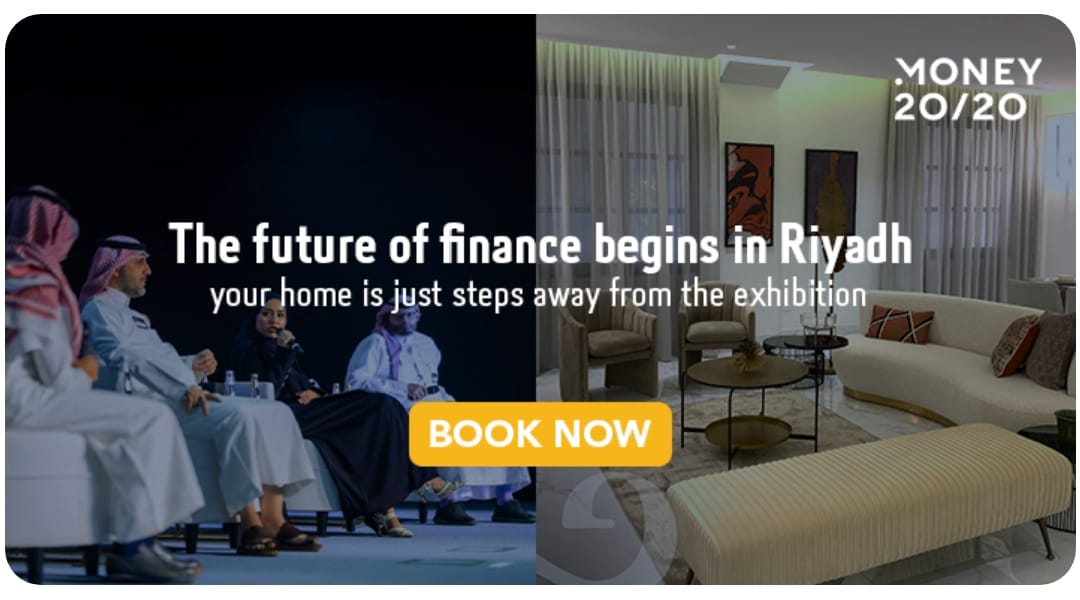 MONEY
20/20
The future of finance begins in Riyadh
your home is just steps away from the exhibition
BOOK NOW